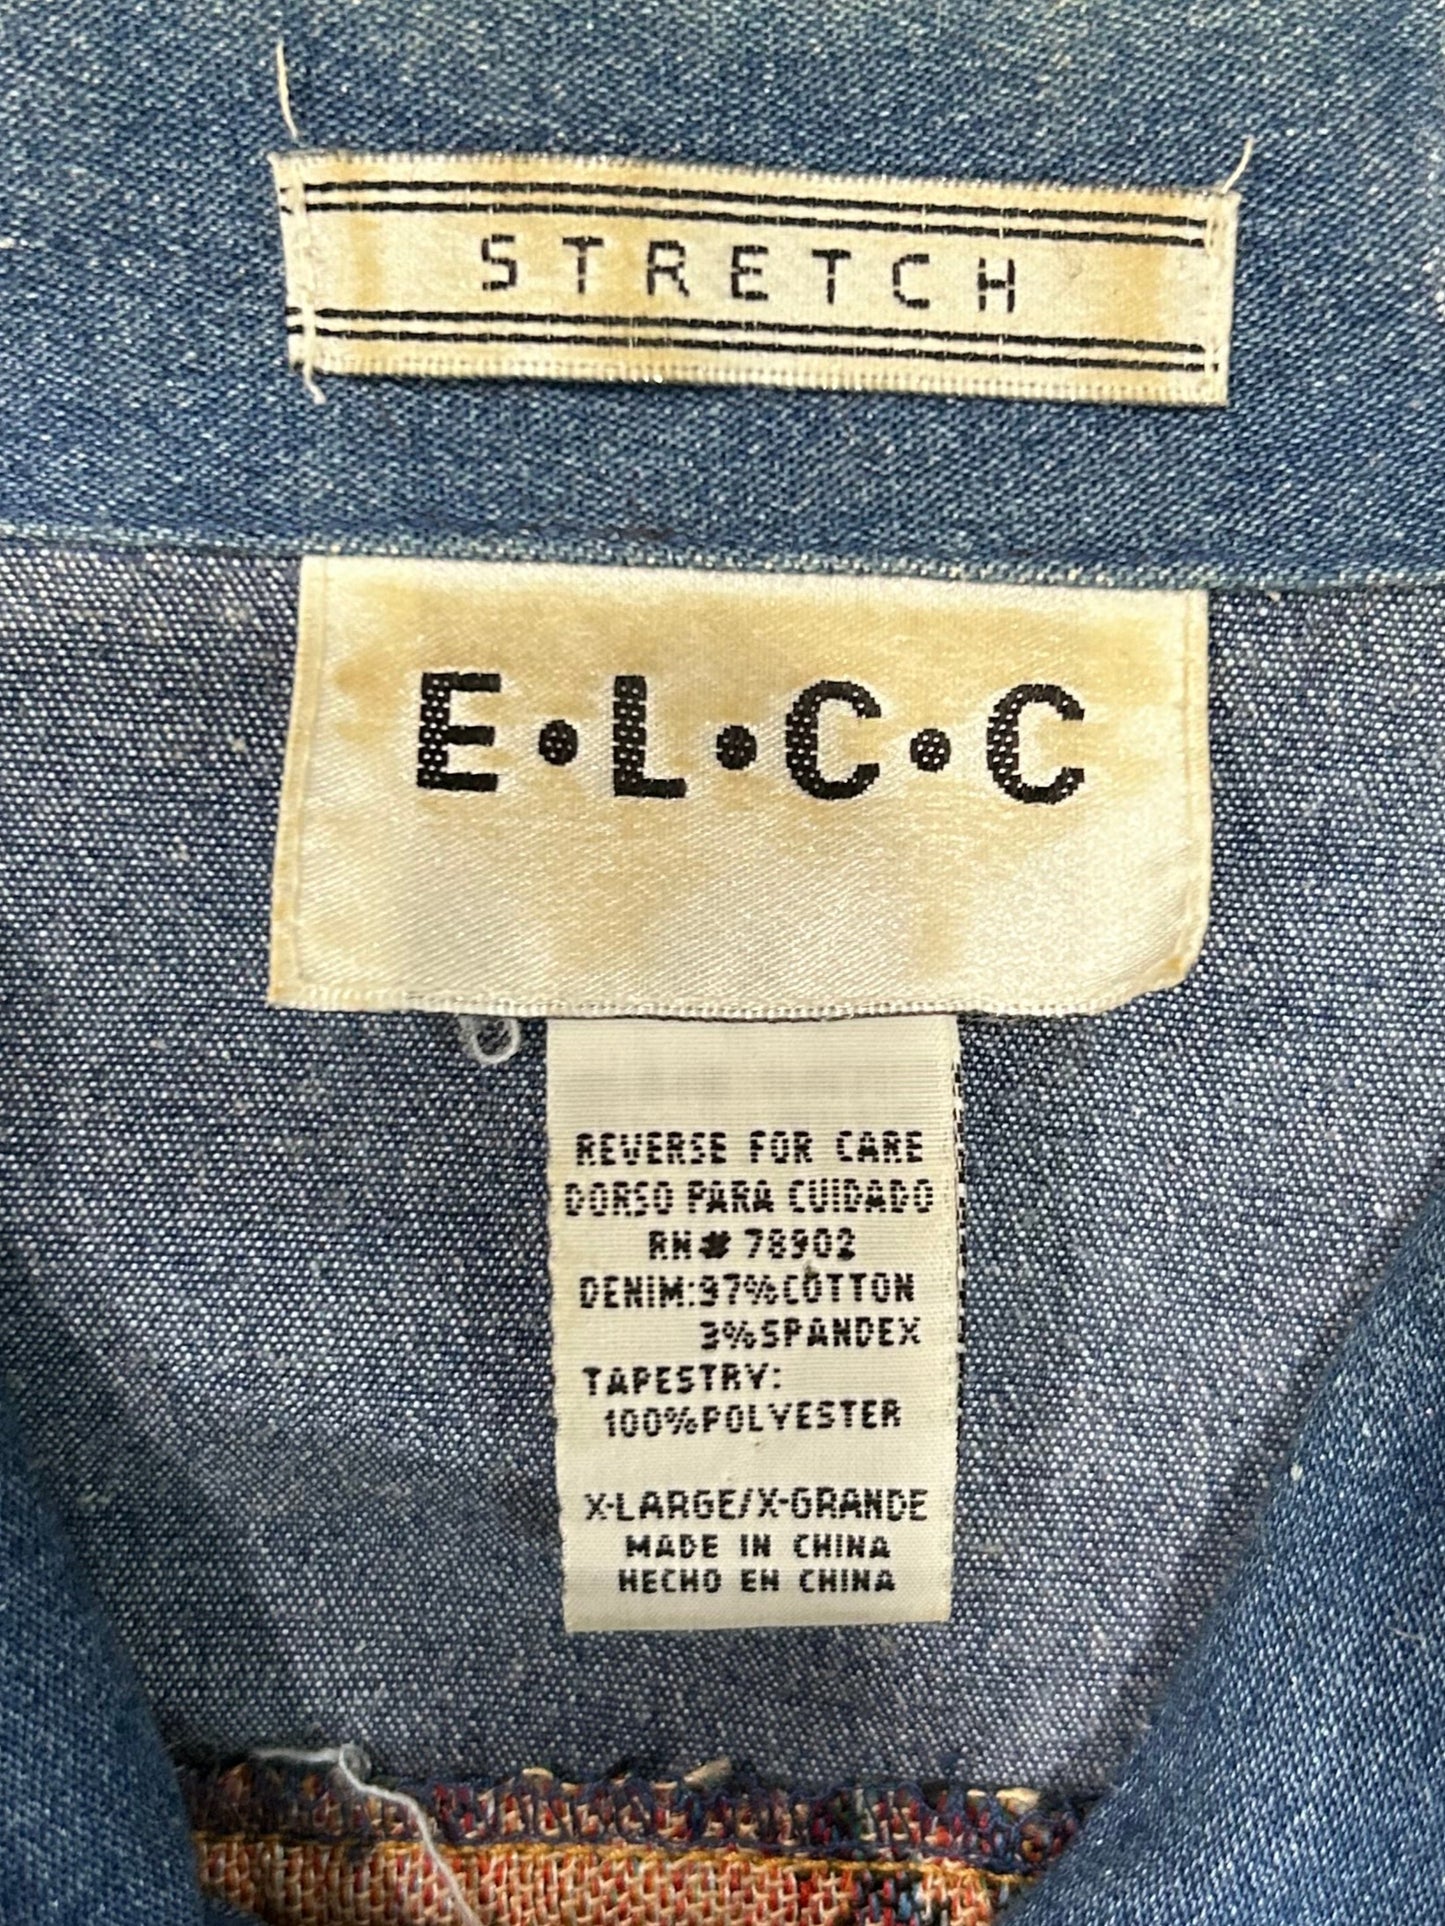 STRETCH
E•L•C•C
REVERSE FOR CARE
DORSO PARA CUIDADO
RN# 78902
DENIM:97%COTTON
3%SPANDEX
TAPESTRY:
100%POLYESTER
X-LARGE/X-GRANDE
MADE IN CHINA
HECHO EN CHINA